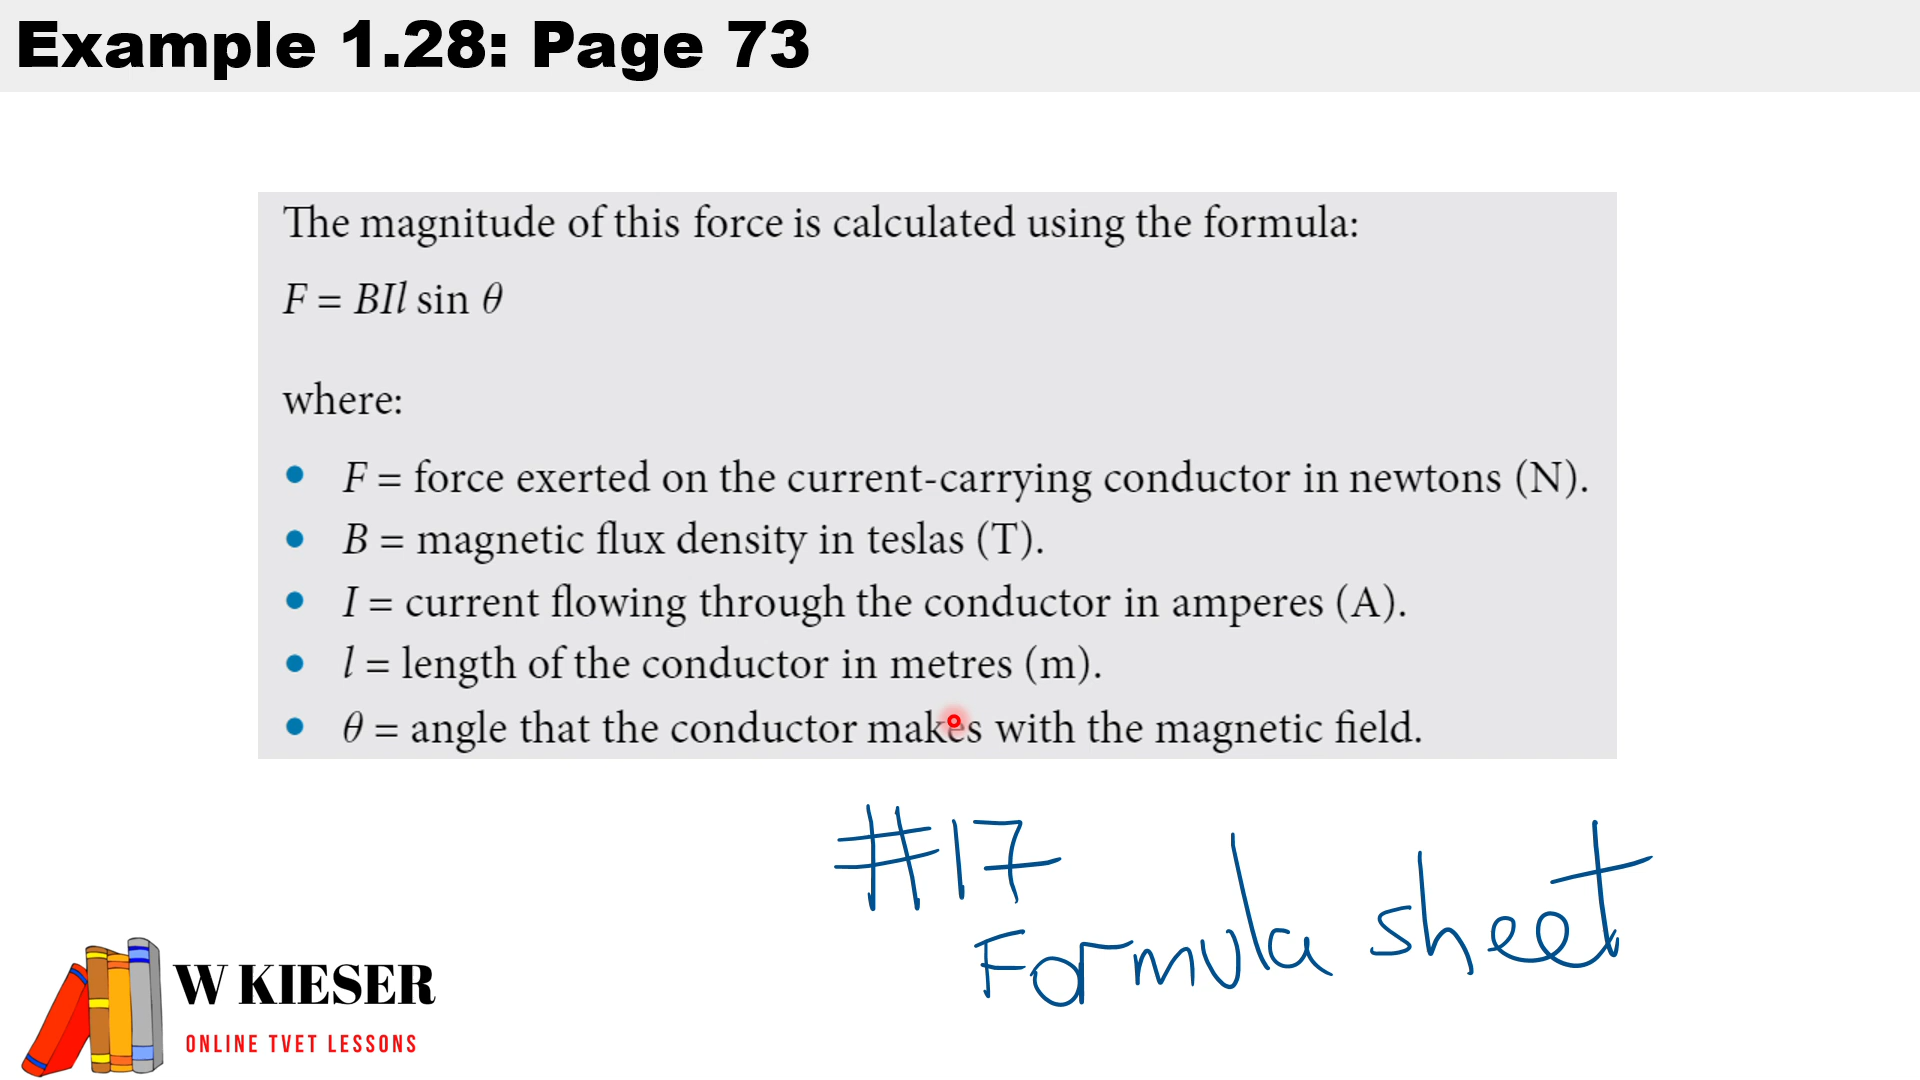 Example 1.28: Page 73
The magnitude of this force is calculated using the formula:
F = BIl sin θ
where:
• F = force exerted on the current-carrying conductor in newtons (N).
• B = magnetic flux density in teslas (T).
• I = current flowing through the conductor in amperes (A).
• l = length of the conductor in metres (m).
• θ = angle that the conductor makes with the magnetic field.
#17
Formula sheet
W KIESER
ONLINE TVET LESSONS